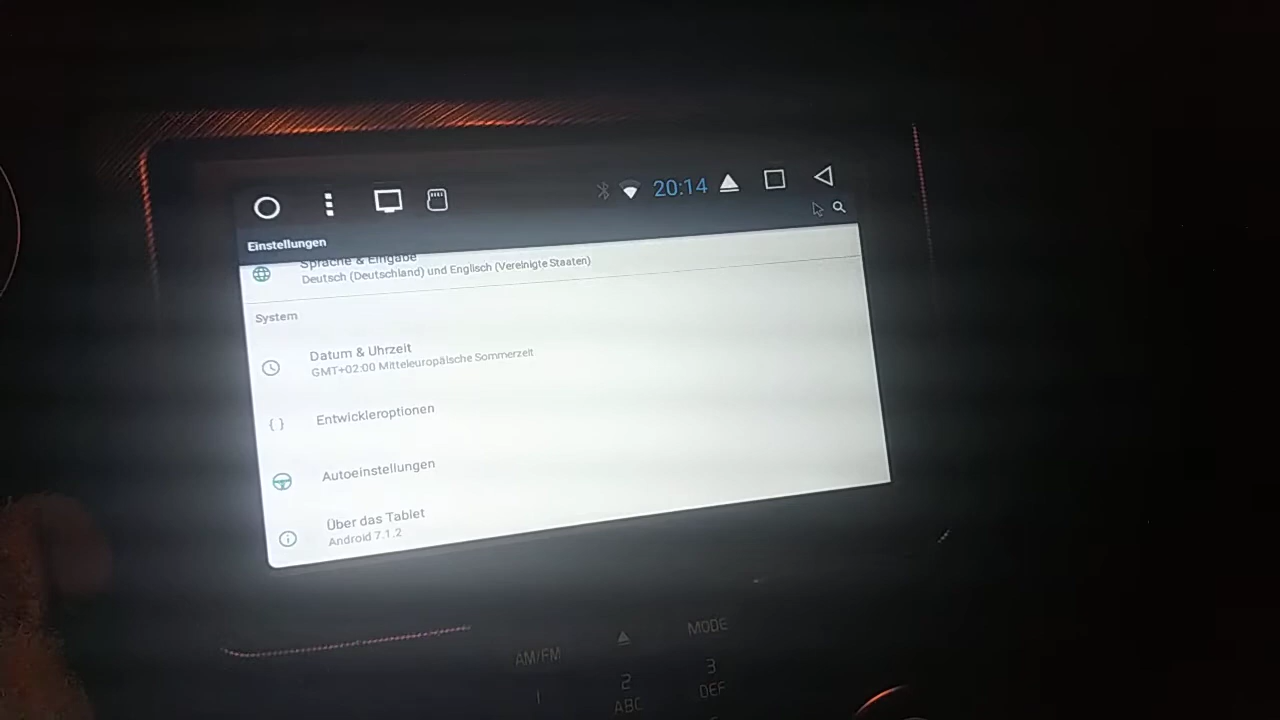 20:14
Einstellungen
Sprache & Eingabe
Deutsch (Deutschland) und Englisch (Vereinigte Staaten)
System
Datum & Uhrzeit
GMT+02:00 Mitteleuropäische Sommerzeit
{ } Entwickleroptionen
Autoeinstellungen
Über das Tablet
Android 7.1.2
AM/FM
MODE
1
2
3
ABC
DEF